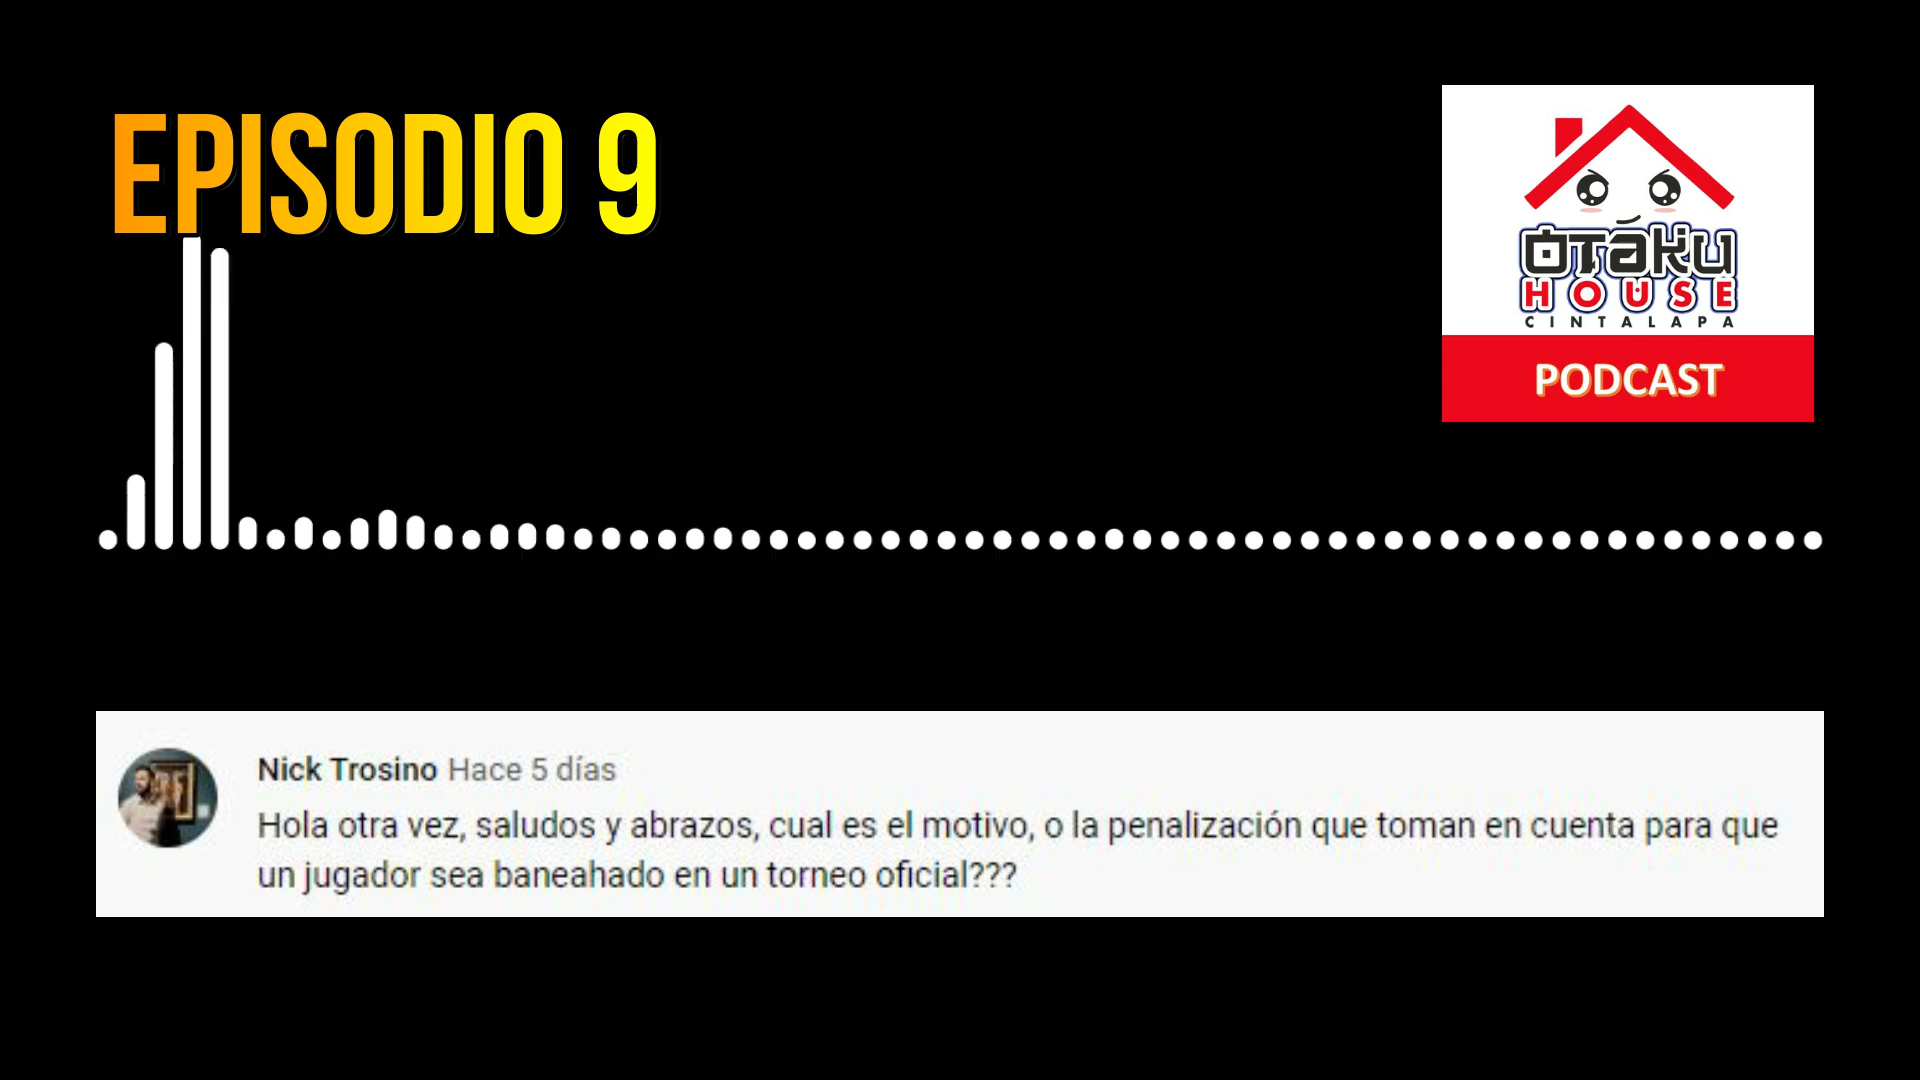 EPISODIO 9
OTAKU
HOUSE
CINTALAPA
PODCAST
Nick Trosino Hace 5 días
Hola otra vez, saludos y abrazos, cual es el motivo, o la penalización que toman en cuenta para que
un jugador sea baneahado en un torneo oficial???